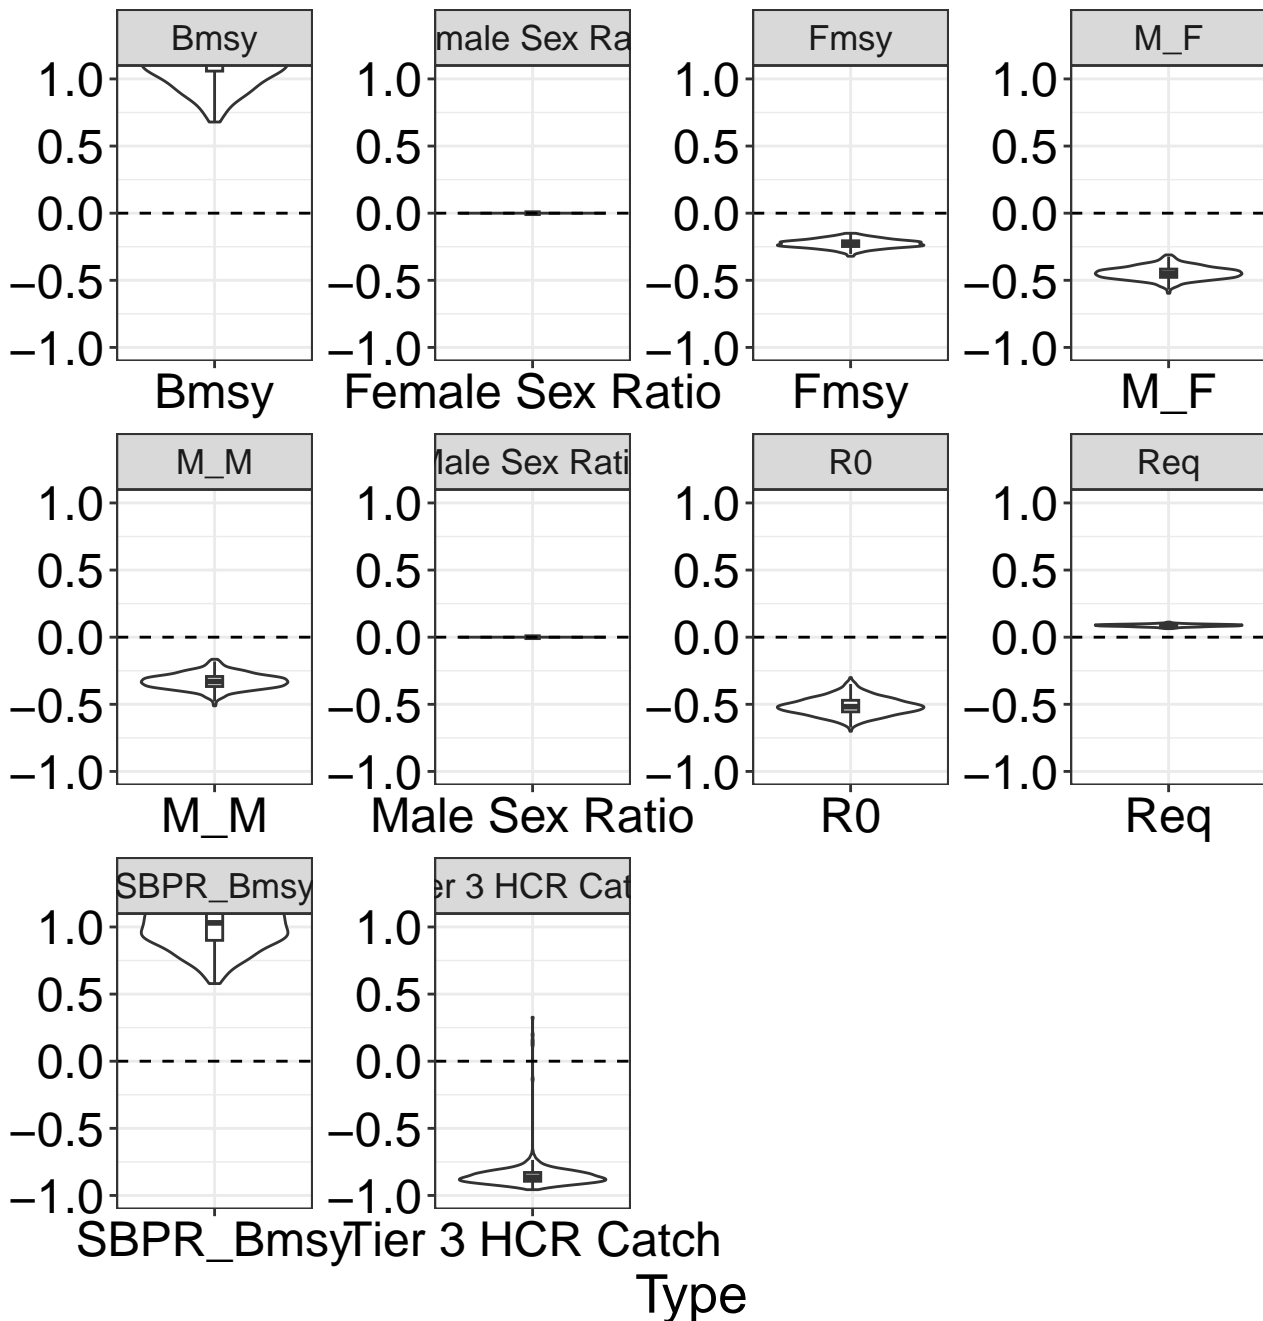 Bmsy male Sex Ra Fmsy M_F
1.0 1.0 1.0 1.0
0.5 0.5 0.5 0.5
0.0 0.0 0.0 0.0
−0.5 −0.5 −0.5 −0.5
−1.0 −1.0 −1.0 −1.0
Bmsy Female Sex Ratio Fmsy M_F
M_M Male Sex Rati R0 Req
1.0 1.0 1.0 1.0
0.5 0.5 0.5 0.5
0.0 0.0 0.0 0.0
−0.5 −0.5 −0.5 −0.5
−1.0 −1.0 −1.0 −1.0
M_M Male Sex Ratio R0 Req
SBPR_Bmsy er 3 HCR Cat
1.0 1.0
0.5 0.5
0.0 0.0
−0.5 −0.5
−1.0 −1.0
SBPR_Bmsy Tier 3 HCR Catch
Type